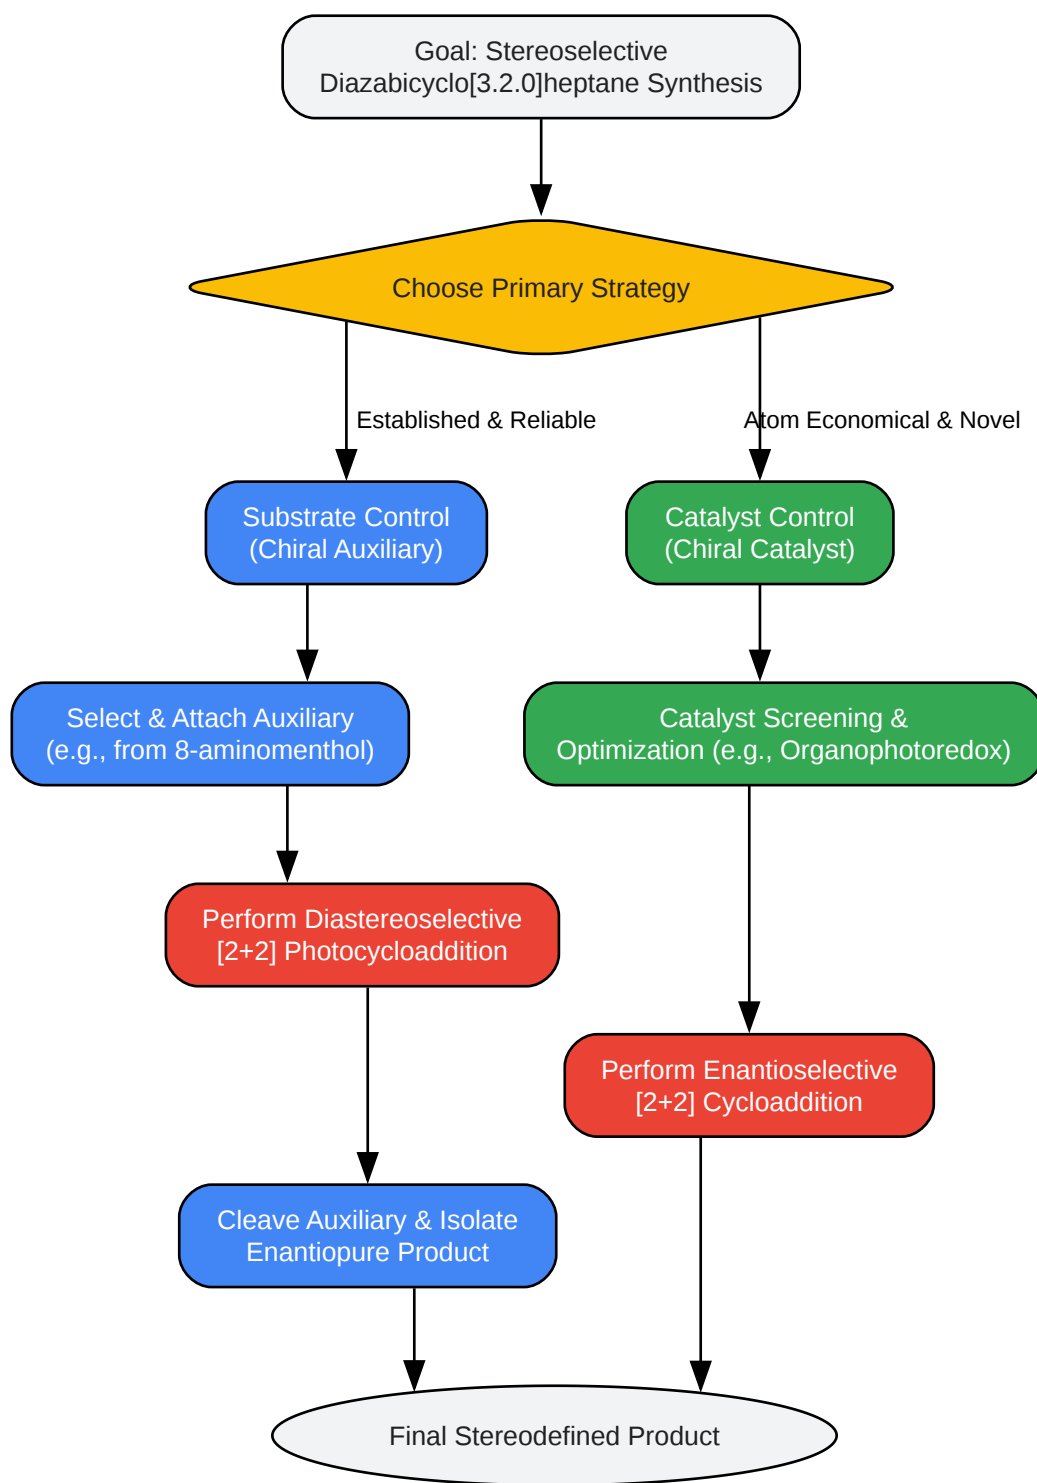 Goal: Stereoselective
Diazabicyclo[3.2.0]heptane Synthesis
Choose Primary Strategy
Established & Reliable
Atom Economical & Novel
Substrate Control
(Chiral Auxiliary)
Catalyst Control
(Chiral Catalyst)
Select & Attach Auxiliary
(e.g., from 8-aminomenthol)
Catalyst Screening &
Optimization (e.g., Organophotoredox)
Perform Diastereoselective
[2+2] Photocycloaddition
Perform Enantioselective
[2+2] Cycloaddition
Cleave Auxiliary & Isolate
Enantiopure Product
Final Stereodefined Product